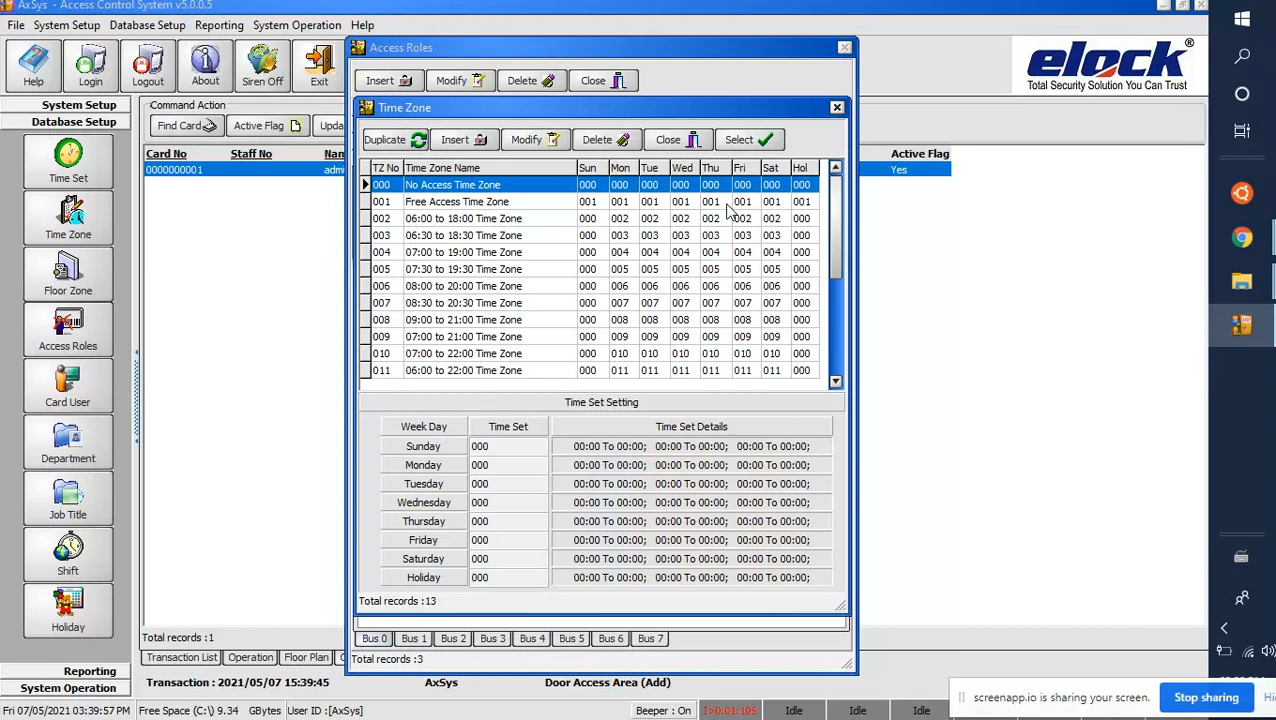 AxSys - Access Control System v5.0.0.5
File System Setup Database Setup Reporting System Operation Help
Help Login Logout About Siren Off Exit
elock®
Total Security Solution You Can Trust
System Setup
Database Setup
Time Set
Time Zone
Floor Zone
Access Roles
Card User
Department
Job Title
Shift
Holiday
Reporting
System Operation
Command Action
Find Card Active Flag
Card No Staff No Active Flag
0000000001 Yes
Total records :1
Transaction List Operation Floor Plan
Access Roles
Insert Modify Delete Close
Time Zone
Duplicate Insert Modify Delete Close Select
TZ No Time Zone Name Sun Mon Tue Wed Thu Fri Sat Hol
000 No Access Time Zone 000 000 000 000 000 000 000 000
001 Free Access Time Zone 001 001 001 001 001 001 001 001
002 06:00 to 18:00 Time Zone 000 002 002 002 002 002 002 000
003 06:30 to 18:30 Time Zone 000 003 003 003 003 003 003 000
004 07:00 to 19:00 Time Zone 000 004 004 004 004 004 004 000
005 07:30 to 19:30 Time Zone 000 005 005 005 005 005 005 000
006 08:00 to 20:00 Time Zone 000 006 006 006 006 006 006 000
007 08:30 to 20:30 Time Zone 000 007 007 007 007 007 007 000
008 09:00 to 21:00 Time Zone 000 008 008 008 008 008 008 000
009 07:00 to 21:00 Time Zone 000 009 009 009 009 009 009 000
010 07:00 to 22:00 Time Zone 000 010 010 010 010 010 010 000
011 06:00 to 22:00 Time Zone 000 011 011 011 011 011 011 000
Time Set Setting
Week Day Time Set Time Set Details
Sunday 000 00:00 To 00:00; 00:00 To 00:00; 00:00 To 00:00;
Monday 000 00:00 To 00:00; 00:00 To 00:00; 00:00 To 00:00;
Tuesday 000 00:00 To 00:00; 00:00 To 00:00; 00:00 To 00:00;
Wednesday 000 00:00 To 00:00; 00:00 To 00:00; 00:00 To 00:00;
Thursday 000 00:00 To 00:00; 00:00 To 00:00; 00:00 To 00:00;
Friday 000 00:00 To 00:00; 00:00 To 00:00; 00:00 To 00:00;
Saturday 000 00:00 To 00:00; 00:00 To 00:00; 00:00 To 00:00;
Holiday 000 00:00 To 00:00; 00:00 To 00:00; 00:00 To 00:00;
Total records :13
Bus 0 Bus 1 Bus 2 Bus 3 Bus 4 Bus 5 Bus 6 Bus 7
Total records :3
Transaction : 2021/05/07 15:39:45 AxSys Door Access Area (Add)
screenapp.io is sharing your screen. Stop sharing
Fri 07/05/2021 03:39:57 PM Free Space (C:\) 9.34 GBytes User ID : [AxSys] Beeper : On I>0:01:105 Idle Idle Idle Idle